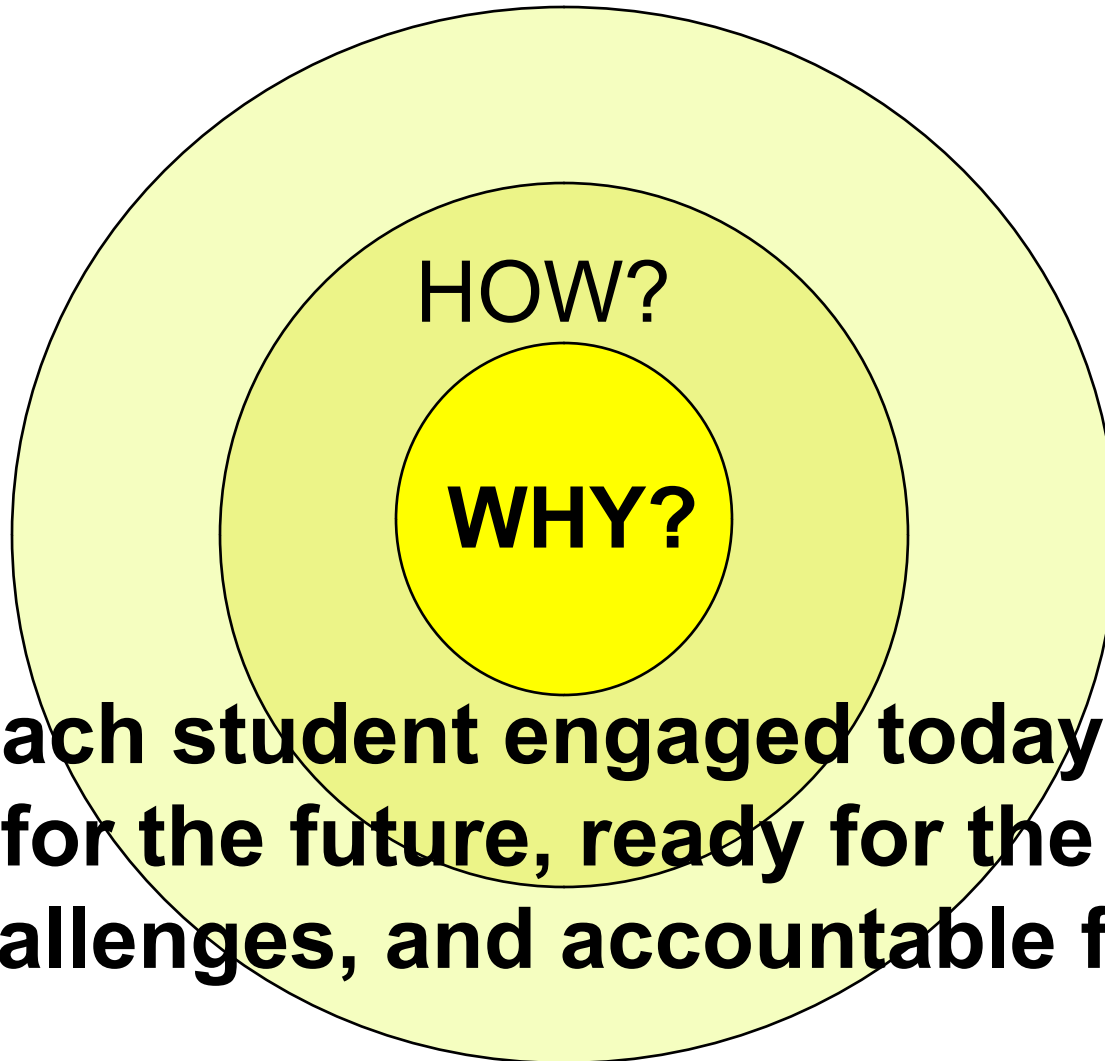 HOW?
WHY?
ach student engaged today
for the future, ready for the
allenges, and accountable f